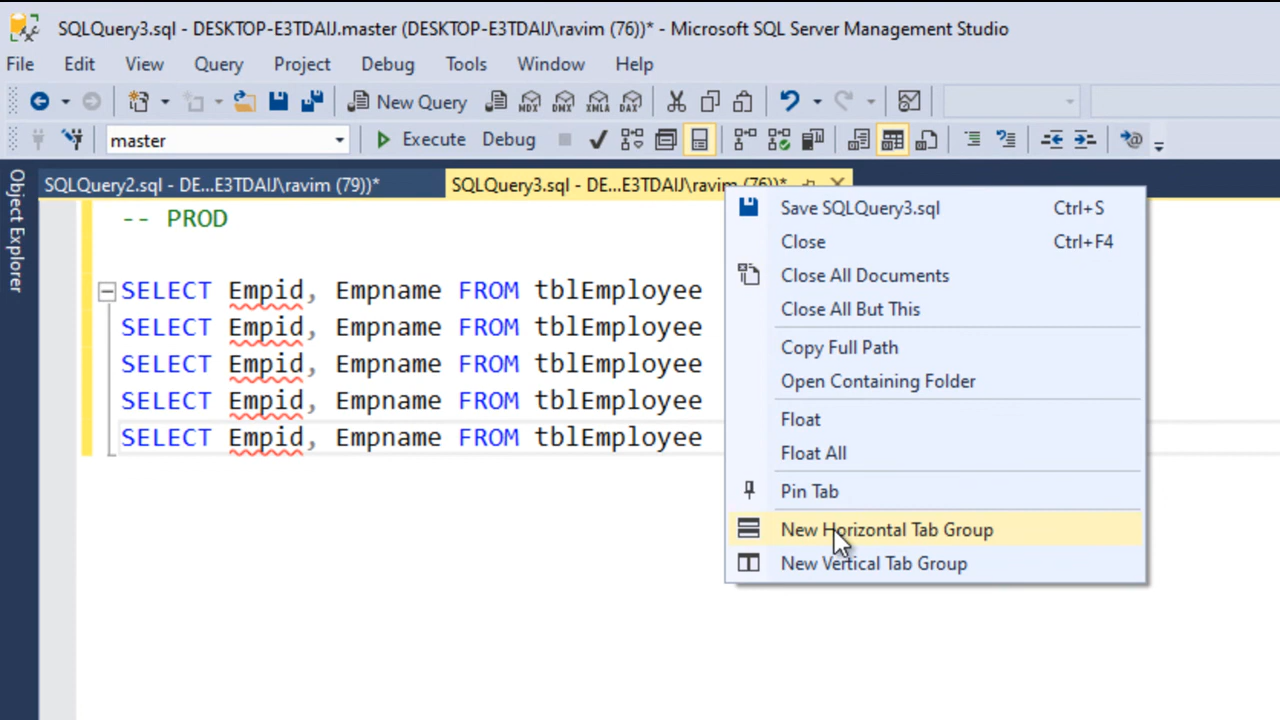 SQLQuery3.sql - DESKTOP-E3TDAIJ.master (DESKTOP-E3TDAIJ\ravim (76))* - Microsoft SQL Server Management Studio
File Edit View Query Project Debug Tools Window Help
New Query MDX DMX XMLA DAX
master Execute Debug
SQLQuery2.sql - DE...E3TDAIJ\ravim (79))* SQLQuery3.sql - DE...E3TDAIJ\ravim (76))*
Object Explorer
-- PROD
SELECT Empid, Empname FROM tblEmployee
SELECT Empid, Empname FROM tblEmployee
SELECT Empid, Empname FROM tblEmployee
SELECT Empid, Empname FROM tblEmployee
SELECT Empid, Empname FROM tblEmployee
Save SQLQuery3.sql Ctrl+S
Close Ctrl+F4
Close All Documents
Close All But This
Copy Full Path
Open Containing Folder
Float
Float All
Pin Tab
New Horizontal Tab Group
New Vertical Tab Group